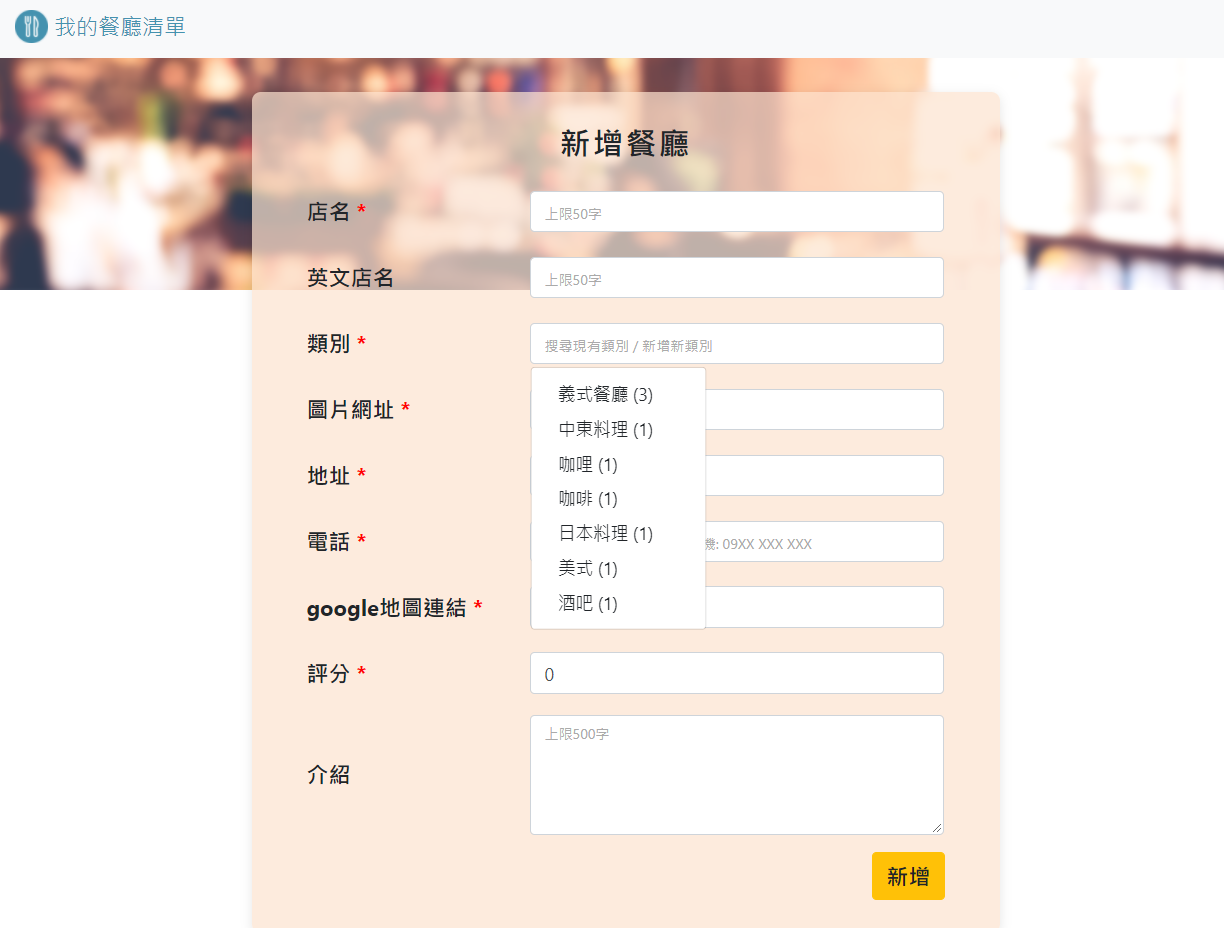 我的餐廳清單
新增餐廳
店名 *
上限50字
英文店名
上限50字
類別 *
搜尋現有類別 / 新增新類別
義式餐廳 (3)
中東料理 (1)
咖哩 (1)
咖啡 (1)
日本料理 (1)
美式 (1)
酒吧 (1)
圖片網址 *
地址 *
電話 *
機: 09XX XXX XXX
google地圖連結 *
評分 *
0
介紹
上限500字
新增